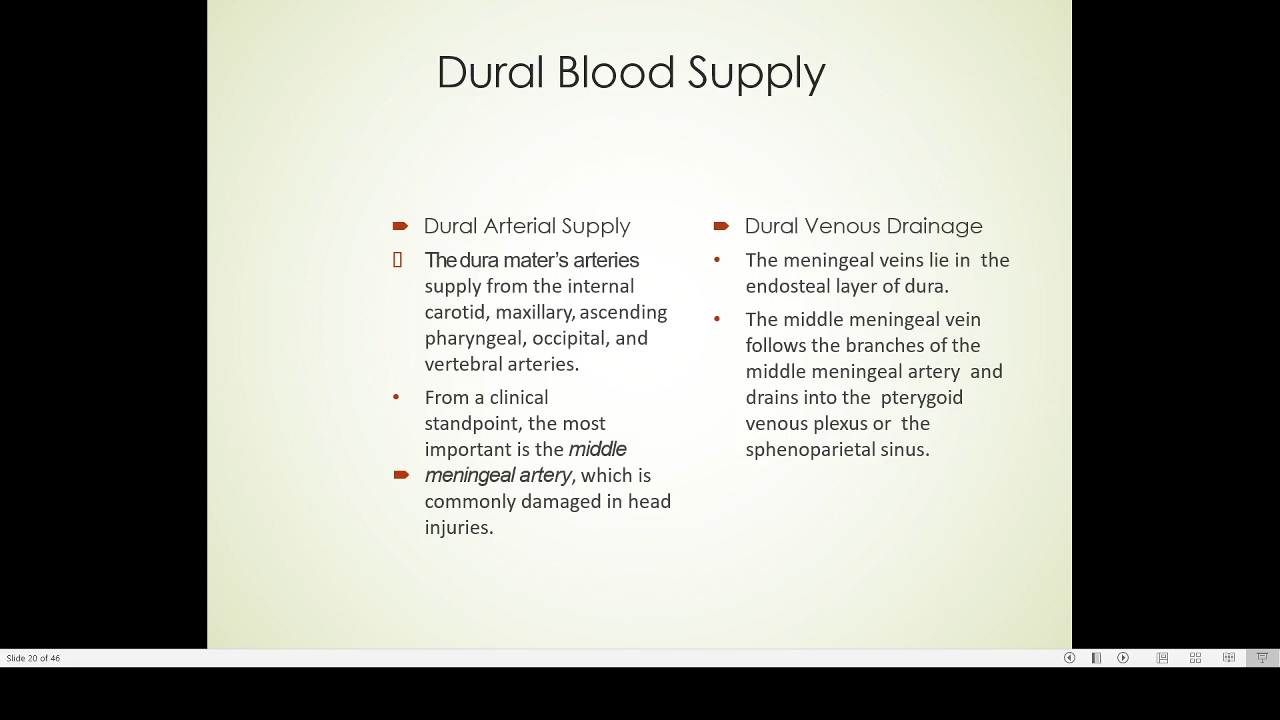 Dural Blood Supply
Dural Arterial Supply
The dura mater’s arteries
supply from the internal
carotid, maxillary, ascending
pharyngeal, occipital, and
vertebral arteries.
From a clinical
standpoint, the most
important is the middle
meningeal artery, which is
commonly damaged in head
injuries.
Dural Venous Drainage
The meningeal veins lie in the
endosteal layer of dura.
The middle meningeal vein
follows the branches of the
middle meningeal artery and
drains into the pterygoid
venous plexus or the
sphenoparietal sinus.
Slide 20 of 46